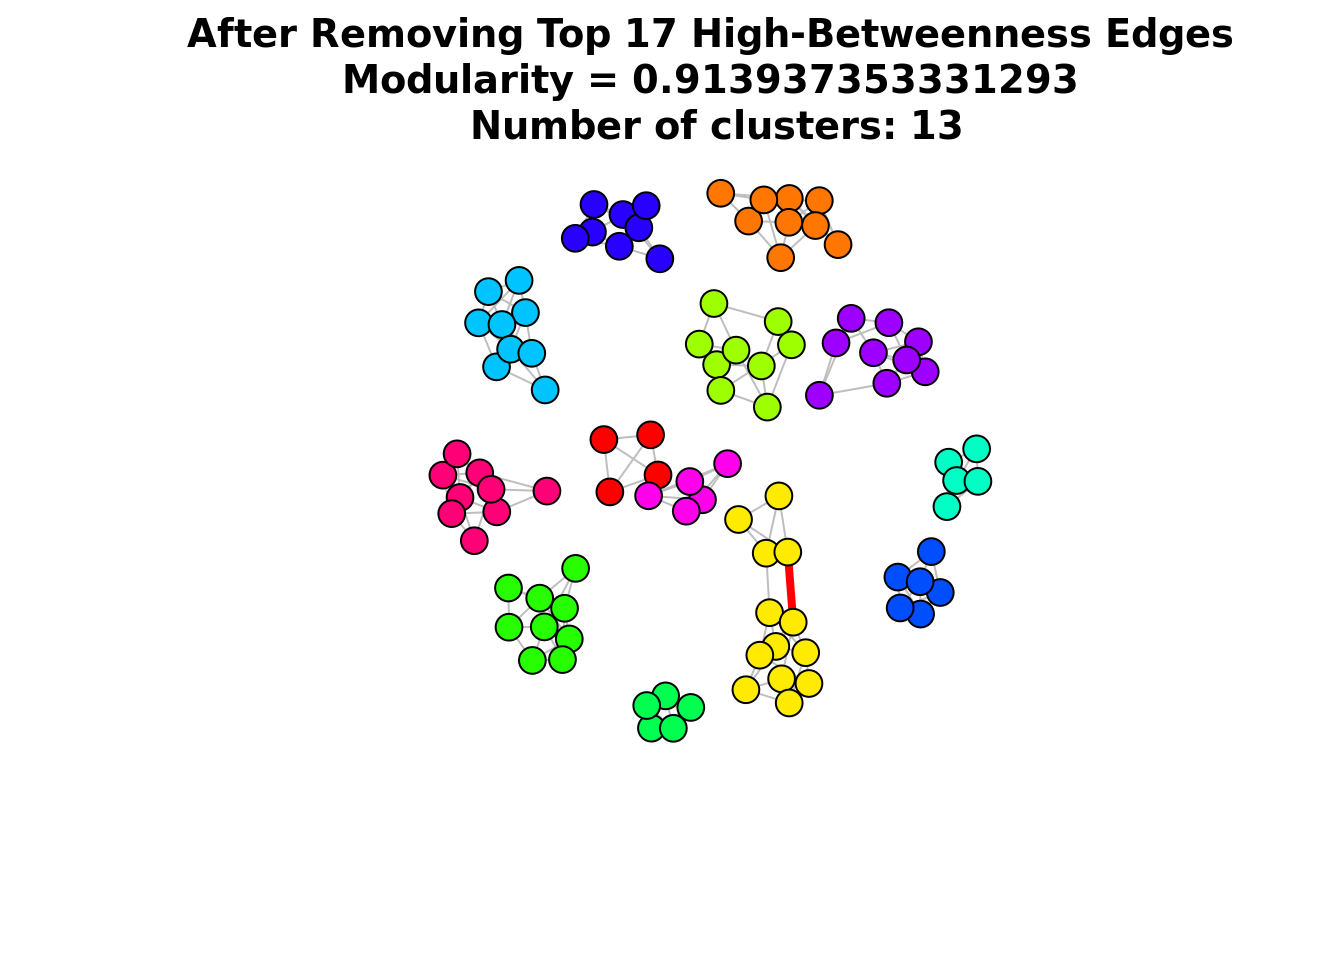 After Removing Top 17 High-Betweenness Edges
Modularity = 0.913937353331293
Number of clusters: 13